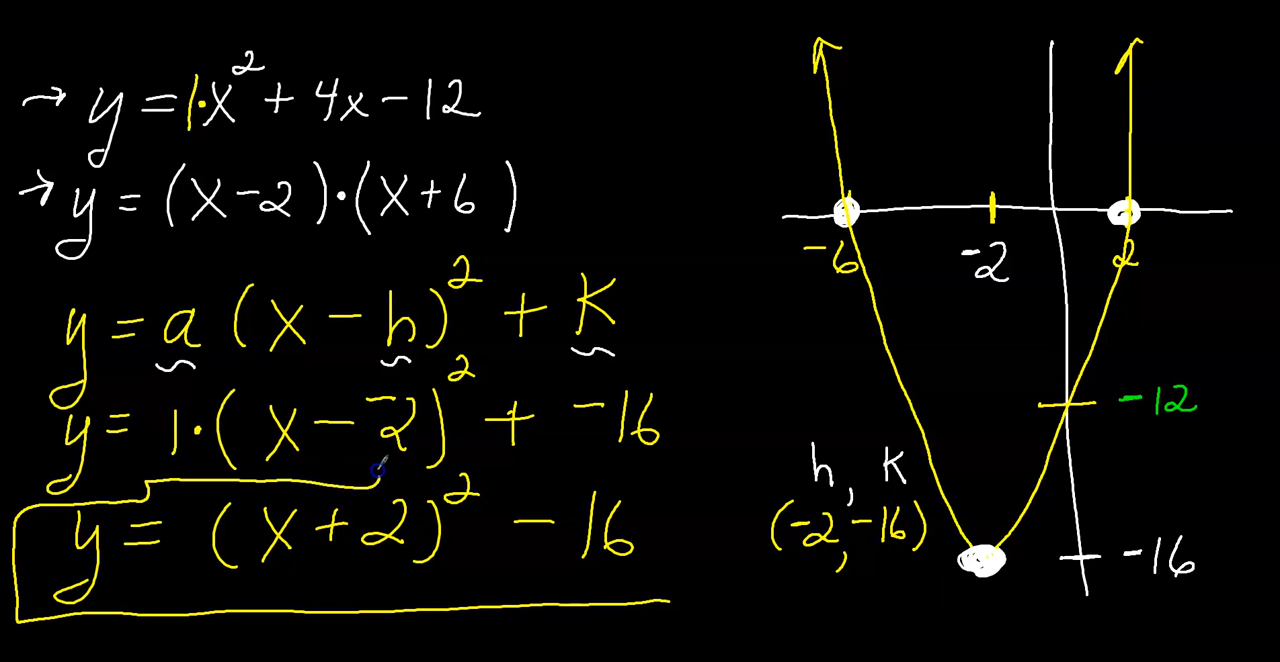 → y = 1·x² + 4x - 12
→ y = (x - 2)·(x + 6)
y = a (x - h)² + k
y = 1·(x - -2)² + -16
y = (x + 2)² - 16
-6 -2 2
-12
h, k
(-2, -16)
-16